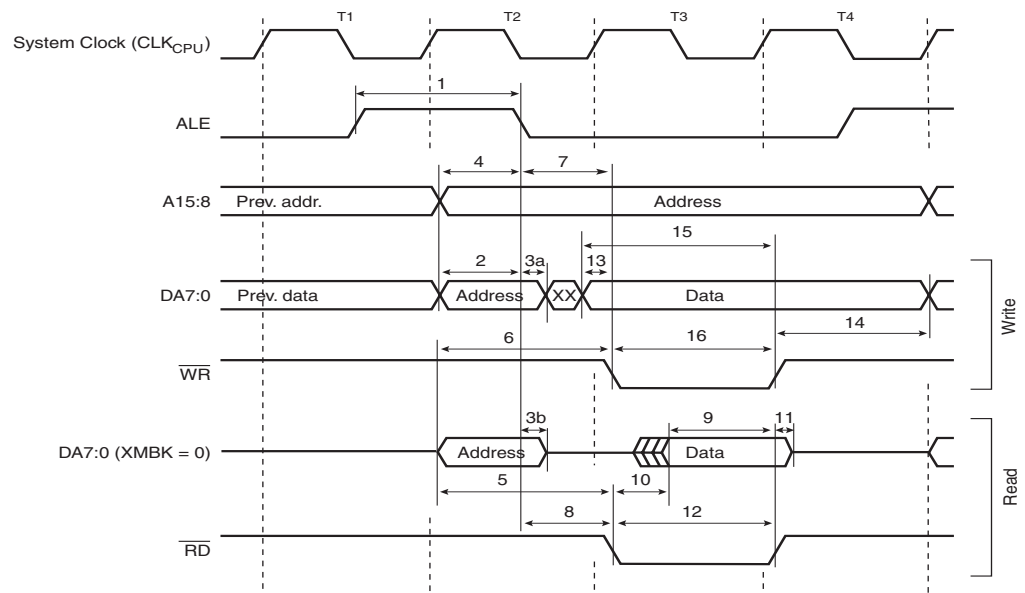 T1 T2 T3 T4
System Clock (CLKCPU)
1
ALE
4 7
A15:8 Prev. addr. Address
15
2 3a 13
DA7:0 Prev. data Address XX Data
14
6 16
WR
Write
3b 9 11
DA7:0 (XMBK = 0) Address Data
5 10
8 12
RD
Read